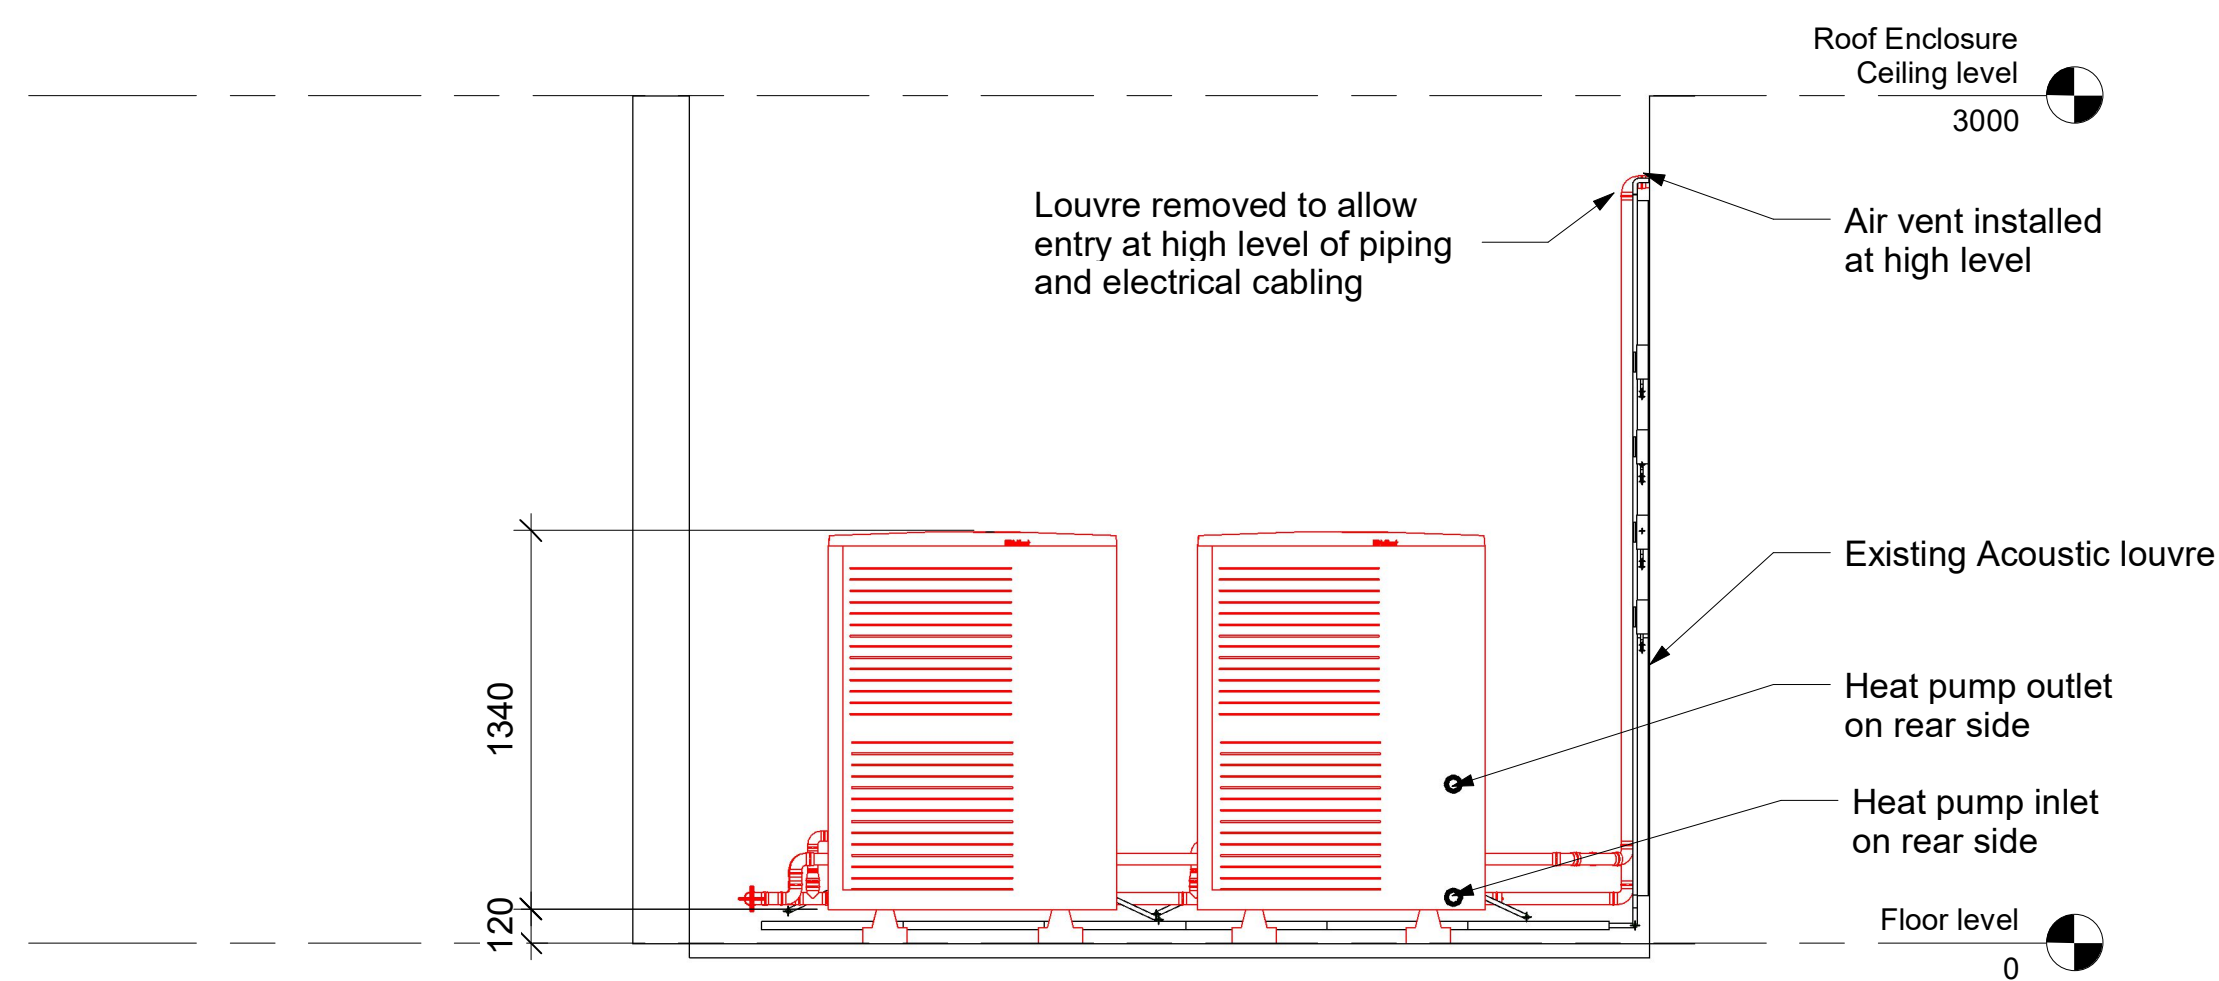 Roof Enclosure
Ceiling level
3000
Louvre removed to allow
entry at high level of piping
and electrical cabling
Air vent installed
at high level
Existing Acoustic louvre
Heat pump outlet
on rear side
1340
Heat pump inlet
on rear side
120
Floor level
0